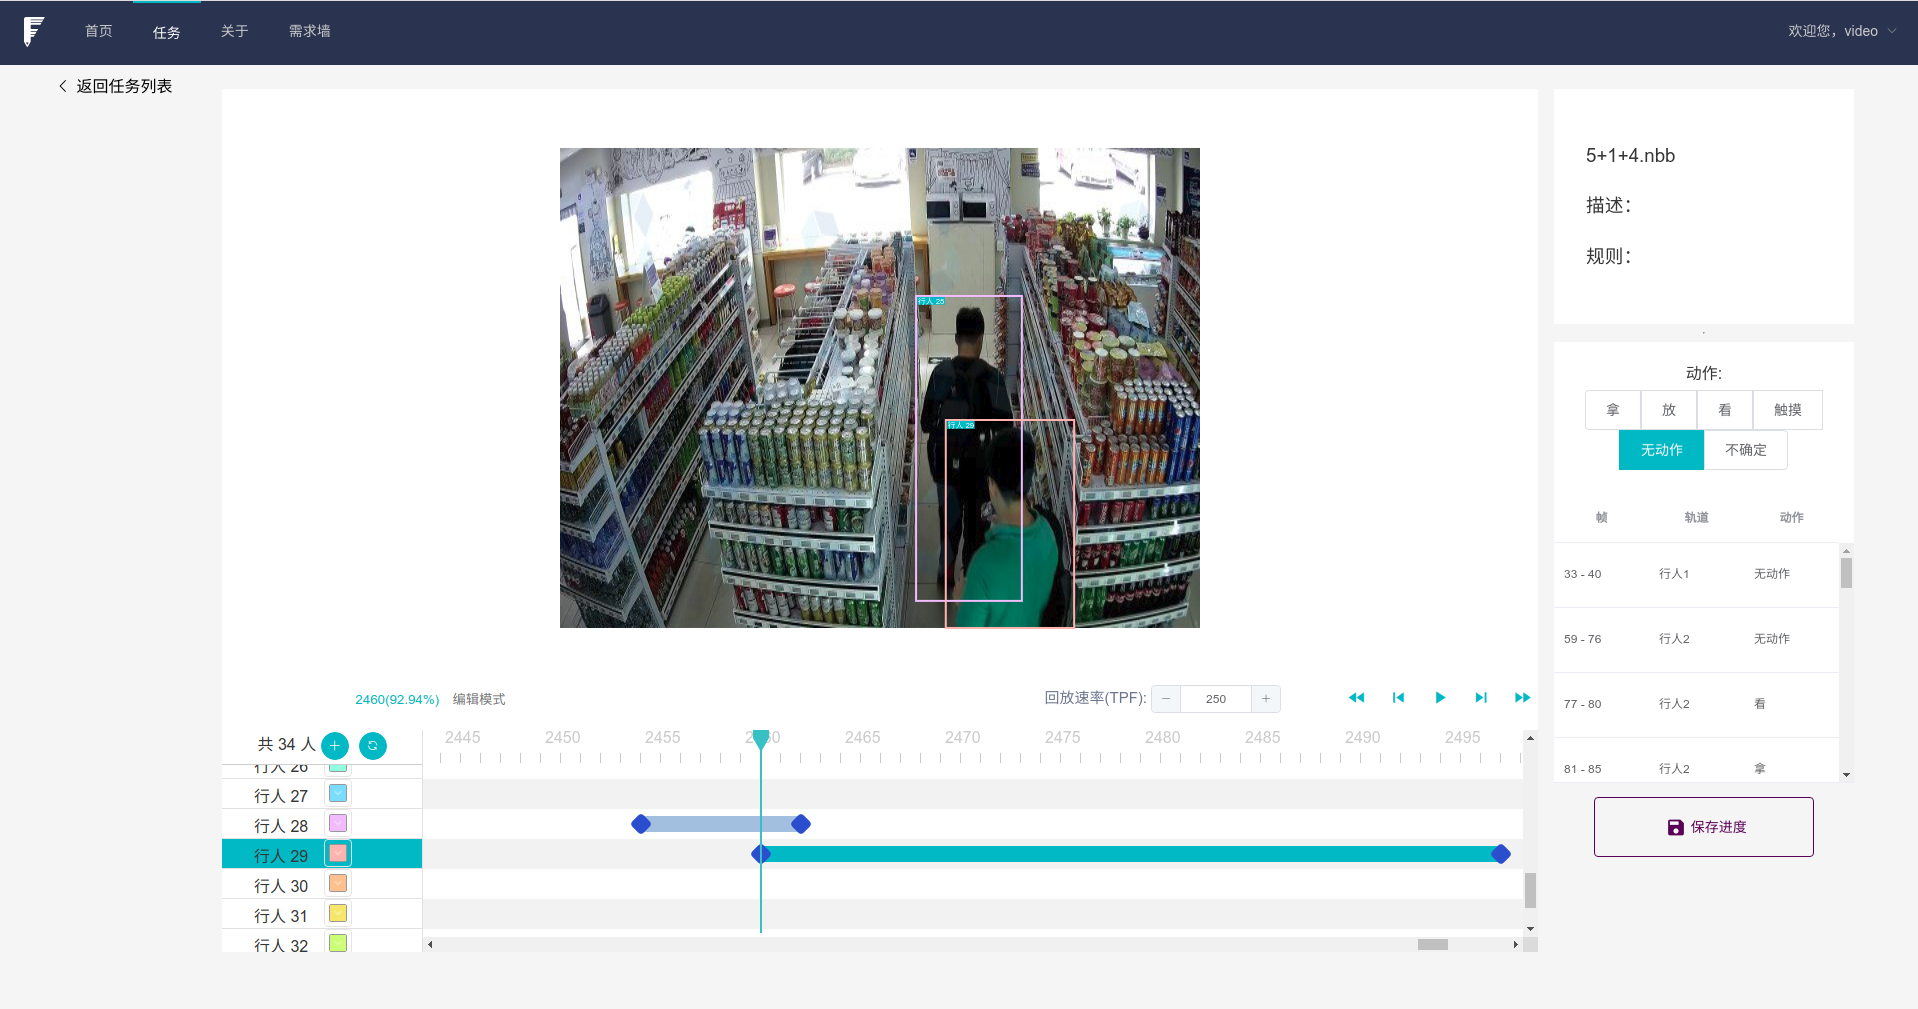 首页 任务 关于 需求墙 欢迎您，video
返回任务列表
5+1+4.nbb
描述：
规则：
行人 29
动作:
拿 放 看 触摸
无动作 不确定
帧 轨道 动作
33 - 40 行人1 无动作
59 - 76 行人2 无动作
77 - 80 行人2 看
81 - 85 行人2 拿
保存进度
2460(92.94%) 编辑模式 回放速率(TPF): 250
共 34 人
2445 2450 2455 2460 2465 2470 2475 2480 2485 2490 2495
行人 26
行人 27
行人 28
行人 29
行人 30
行人 31
行人 32